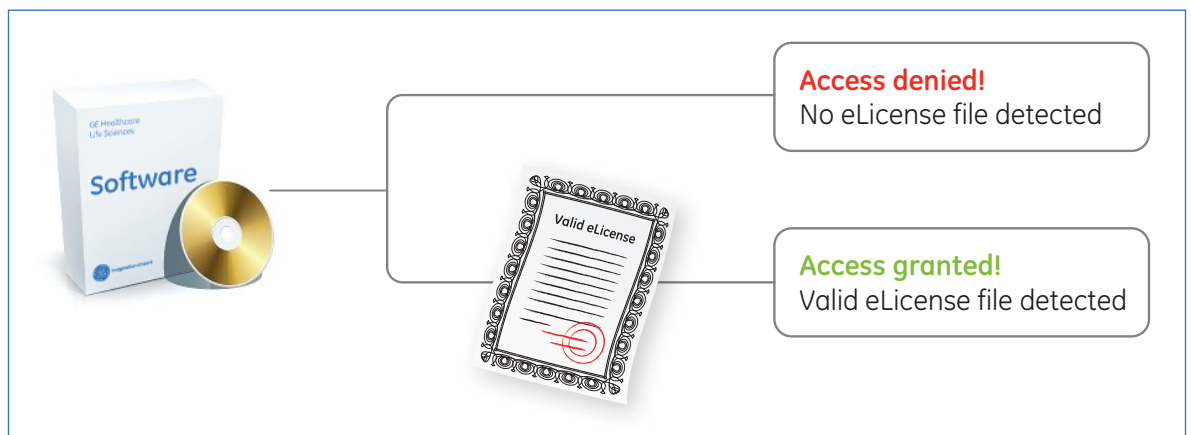 GE Healthcare
Life Sciences
Software
imagination at work
Access denied!
No eLicense file detected
Valid eLicense
Access granted!
Valid eLicense file detected